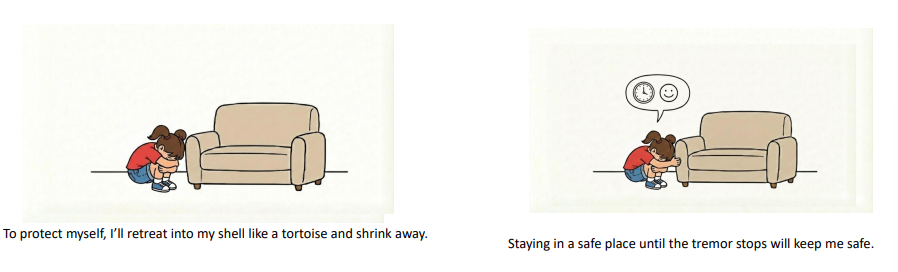 To protect myself, I’ll retreat into my shell like a tortoise and shrink away.
Staying in a safe place until the tremor stops will keep me safe.